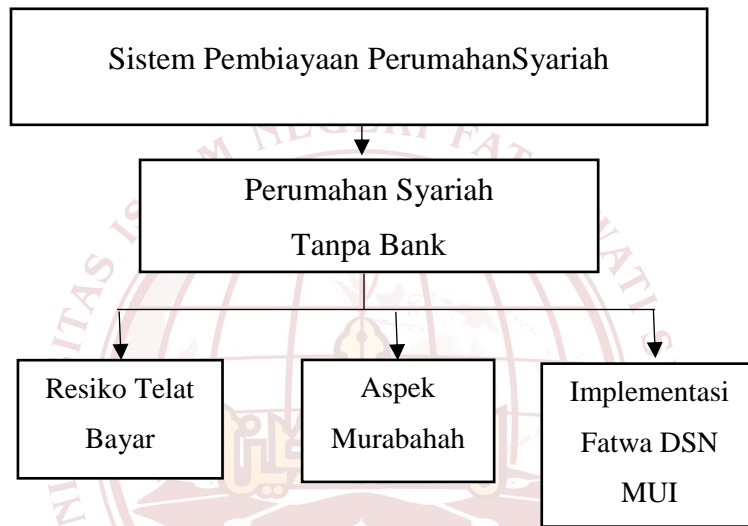 Sistem Pembiayaan PerumahanSyariah
Perumahan Syariah
Tanpa Bank
Resiko Telat
Bayar
Aspek
Murabahah
Implementasi
Fatwa DSN
MUI